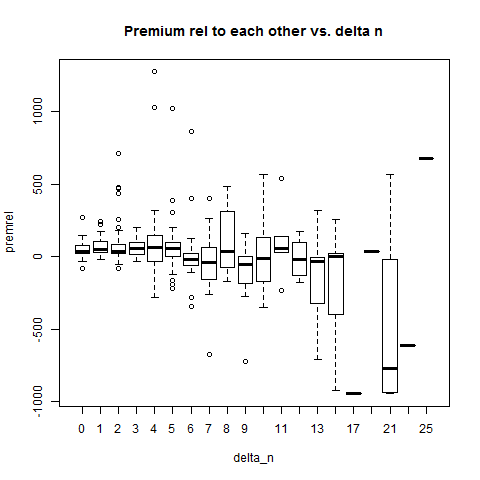 Premium rel to each other vs. delta n
premrel
1000
500
0
-500
-1000
0 1 2 3 4 5 6 7 8 9 11 13 17 21 25
delta_n